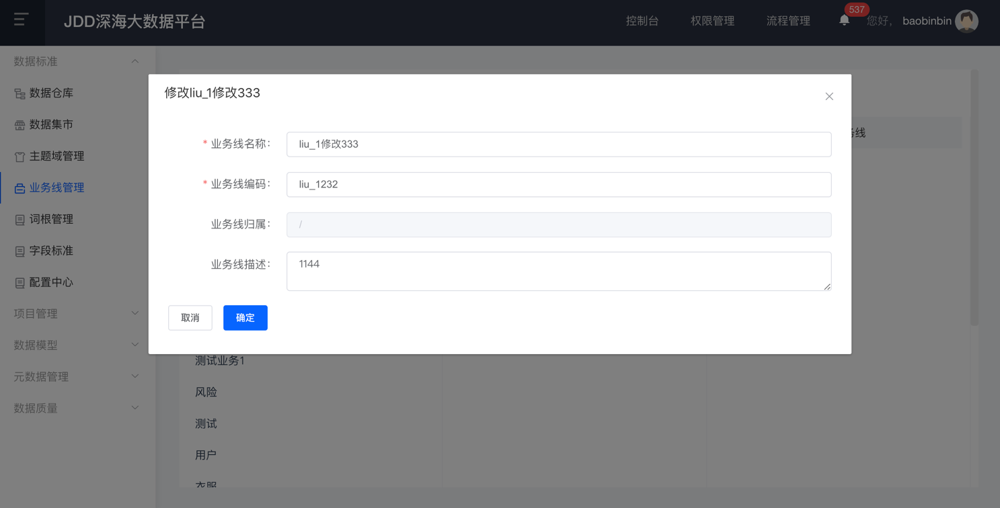 JDD深海大数据平台
控制台
权限管理
流程管理
537
您好，
baobinbin
数据标准
数据仓库
数据集市
主题域管理
业务线管理
词根管理
字段标准
配置中心
项目管理
数据模型
元数据管理
数据质量
修改liu_1修改333
* 业务线名称：
liu_1修改333
* 业务线编码：
liu_1232
业务线归属：
/
业务线描述：
1144
取消
确定
务线
测试业务1
风险
测试
用户
衣服